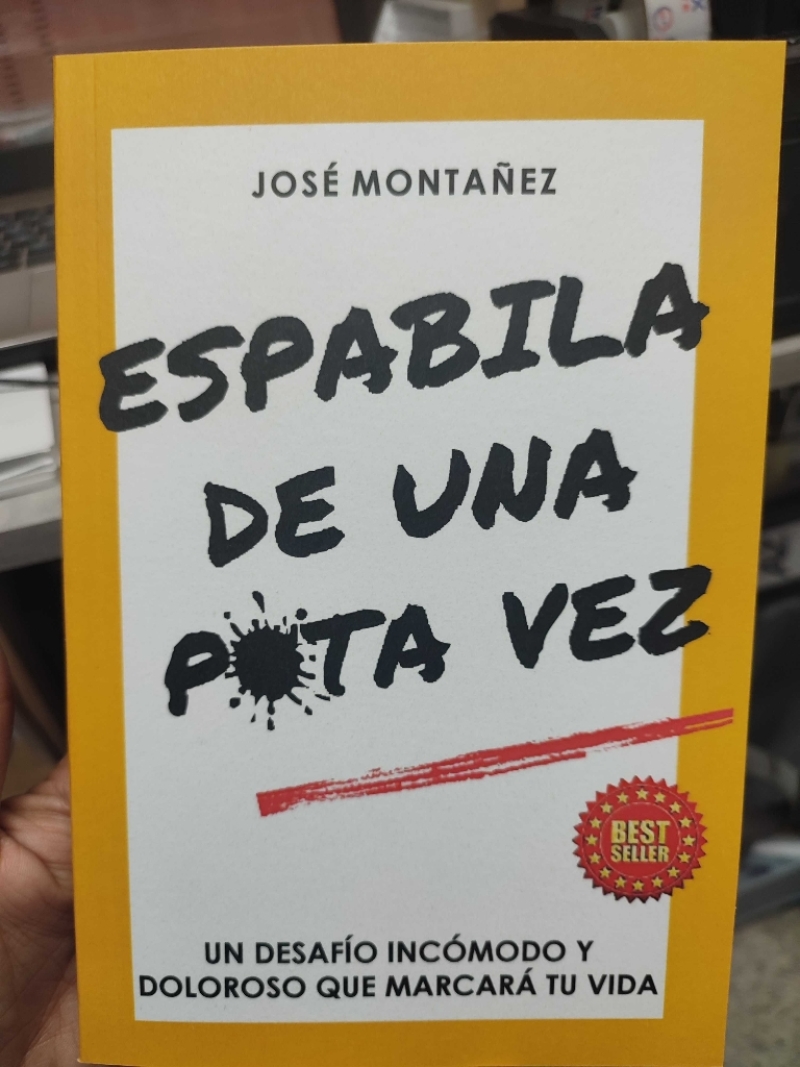 JOSÉ MONTAÑEZ
ESPABILA
DE UNA
P*TA VEZ
BEST
SELLER
UN DESAFÍO INCÓMODO Y
DOLOROSO QUE MARCARÁ TU VIDA